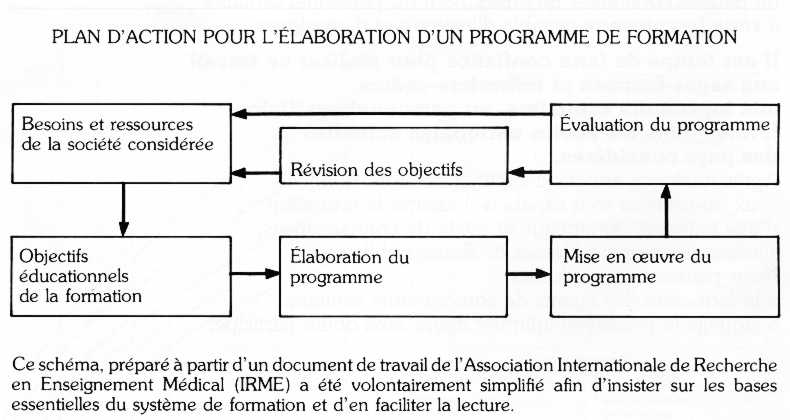 PLAN D'ACTION POUR L'ÉLABORATION D'UN PROGRAMME DE FORMATION
Besoins et ressources
de la société considérée
Évaluation du programme
Révision des objectifs
Objectifs
éducationnels
de la formation
Élaboration du
programme
Mise en œuvre du
programme
Ce schéma, préparé à partir d'un document de travail de l'Association Internationale de Recherche
en Enseignement Médical (IRME) a été volontairement simplifié afin d'insister sur les bases
essentielles du système de formation et d'en faciliter la lecture.